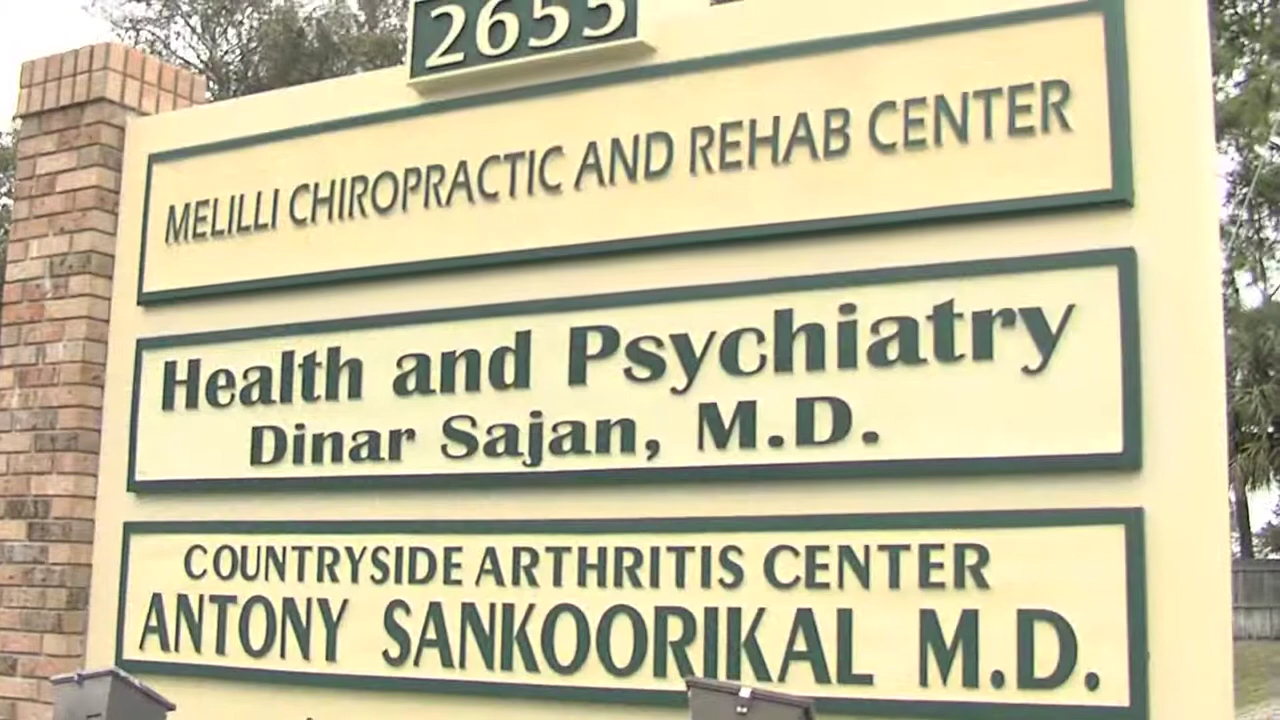 2655
MELILLI CHIROPRACTIC AND REHAB CENTER
Health and Psychiatry
Dinar Sajan, M.D.
COUNTRYSIDE ARTHRITIS CENTER
ANTONY SANKOORIKAL M.D.